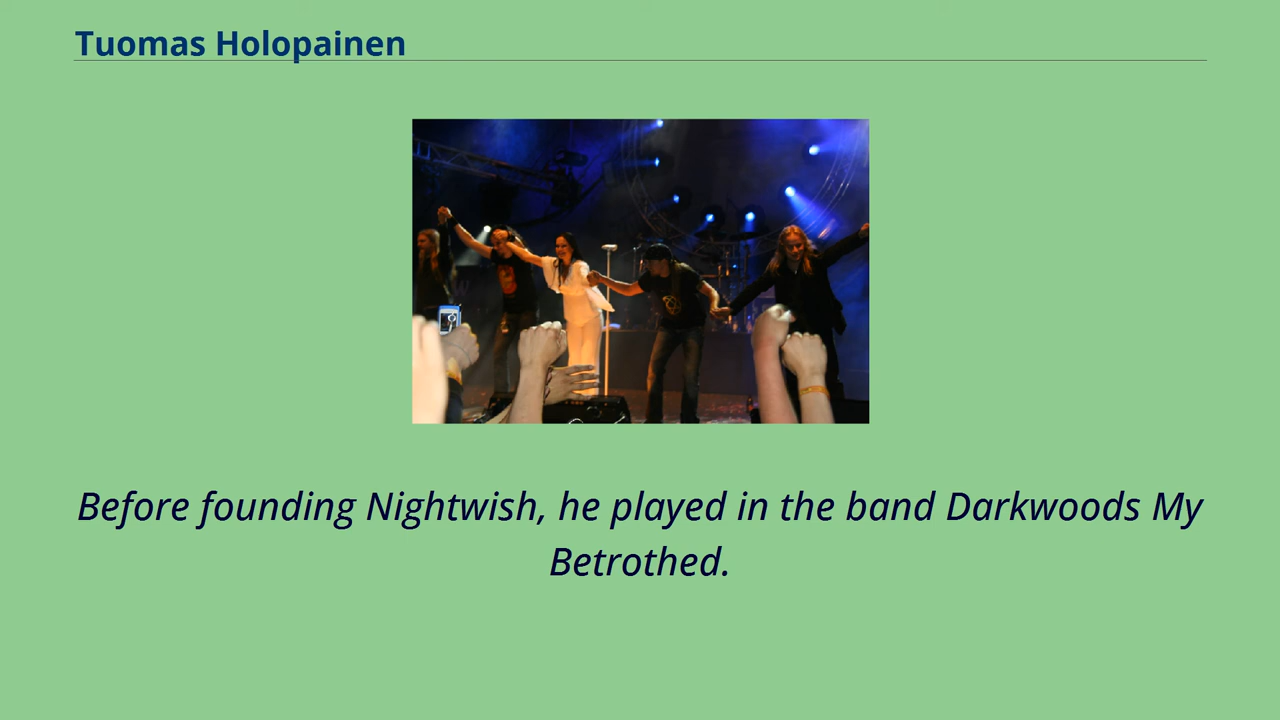 Tuomas Holopainen
Before founding Nightwish, he played in the band Darkwoods My
Betrothed.